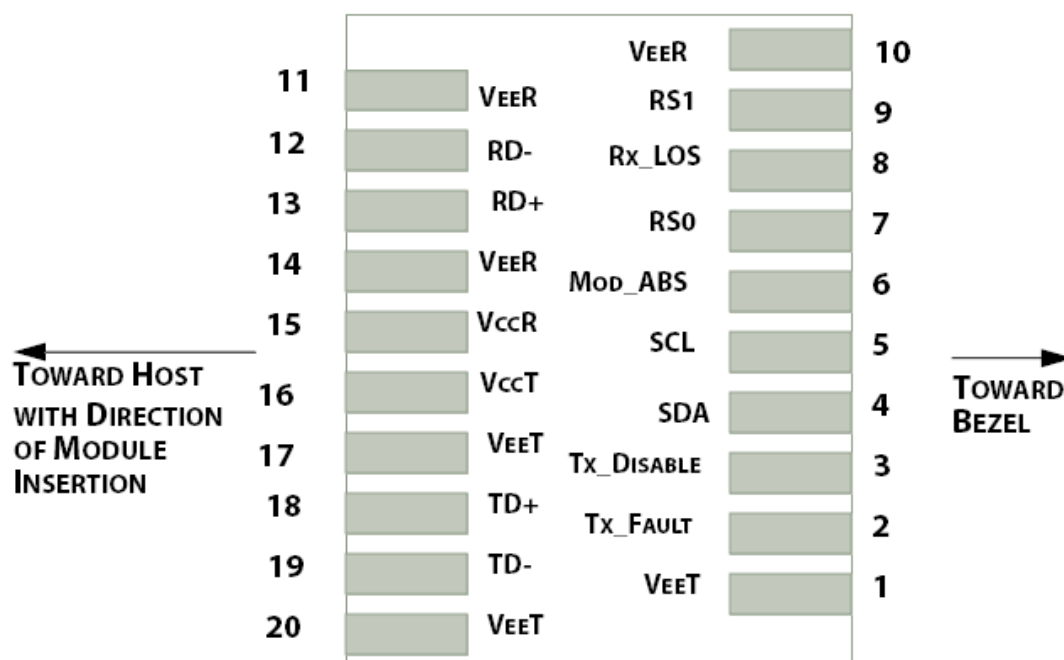 11 VEER
12 RD-
13 RD+
14 VEER
15 VCCR
16 VCCT
17 VEET
18 TD+
19 TD-
20 VEET
VEER 10
RS1 9
RX_LOS 8
RS0 7
MOD_ABS 6
SCL 5
SDA 4
TX_DISABLE 3
TX_FAULT 2
VEET 1
TOWARD HOST
WITH DIRECTION
OF MODULE
INSERTION
TOWARD
BEZEL